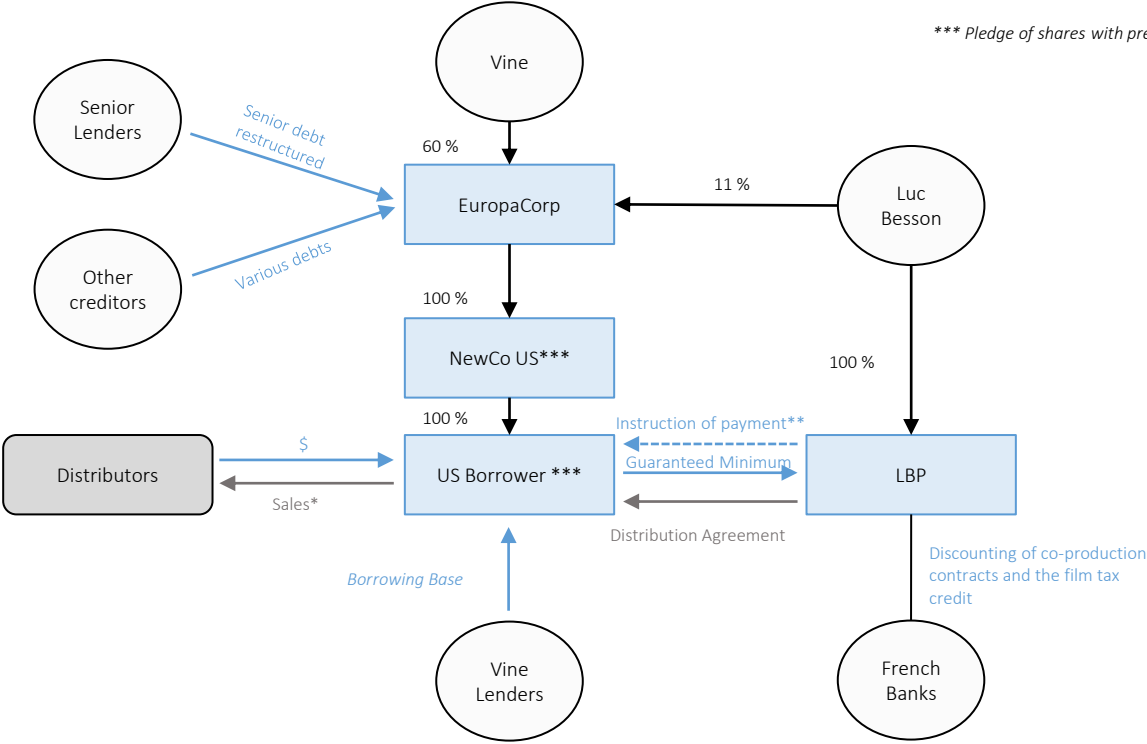 *** Pledge of shares with pre
Vine
Senior
Lenders
Senior debt
restructured
60 %
EuropaCorp
11 %
Luc
Besson
Other
creditors
Various debts
100 %
NewCo US***
100 %
100 %
Instruction of payment**
Distributors
$
US Borrower ***
Guaranteed Minimum
LBP
Sales*
Distribution Agreement
Discounting of co-production
contracts and the film tax
credit
Borrowing Base
Vine
Lenders
French
Banks